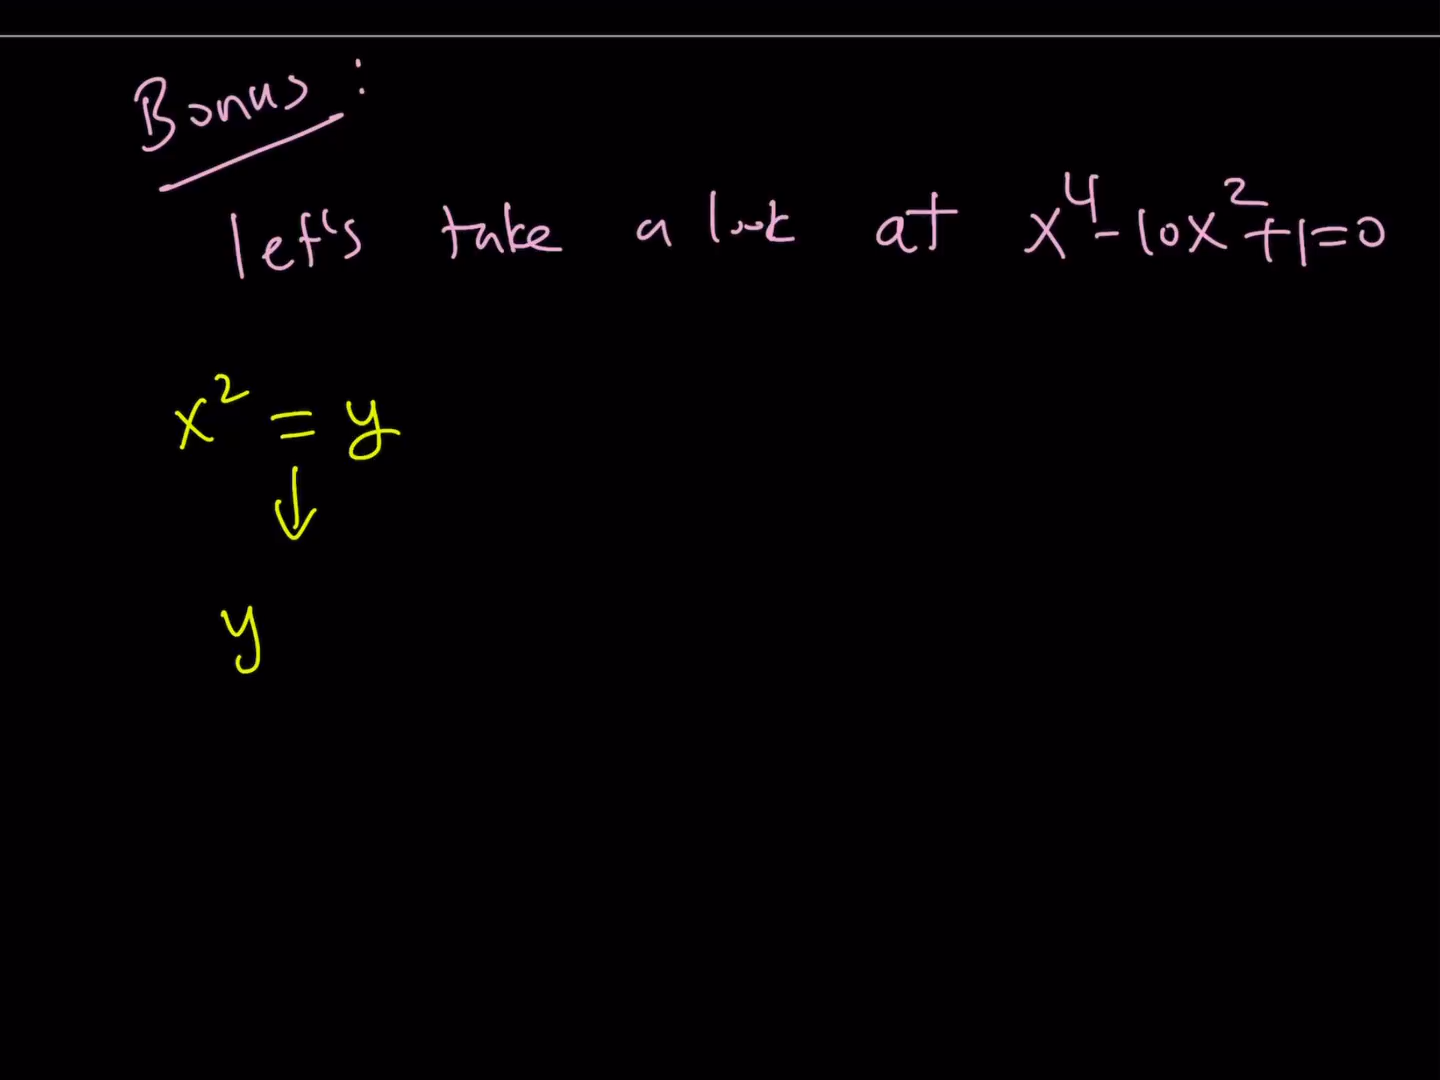 Bonus:
let's take a look at x⁴-10x²+1=0
x² = y
↓
y